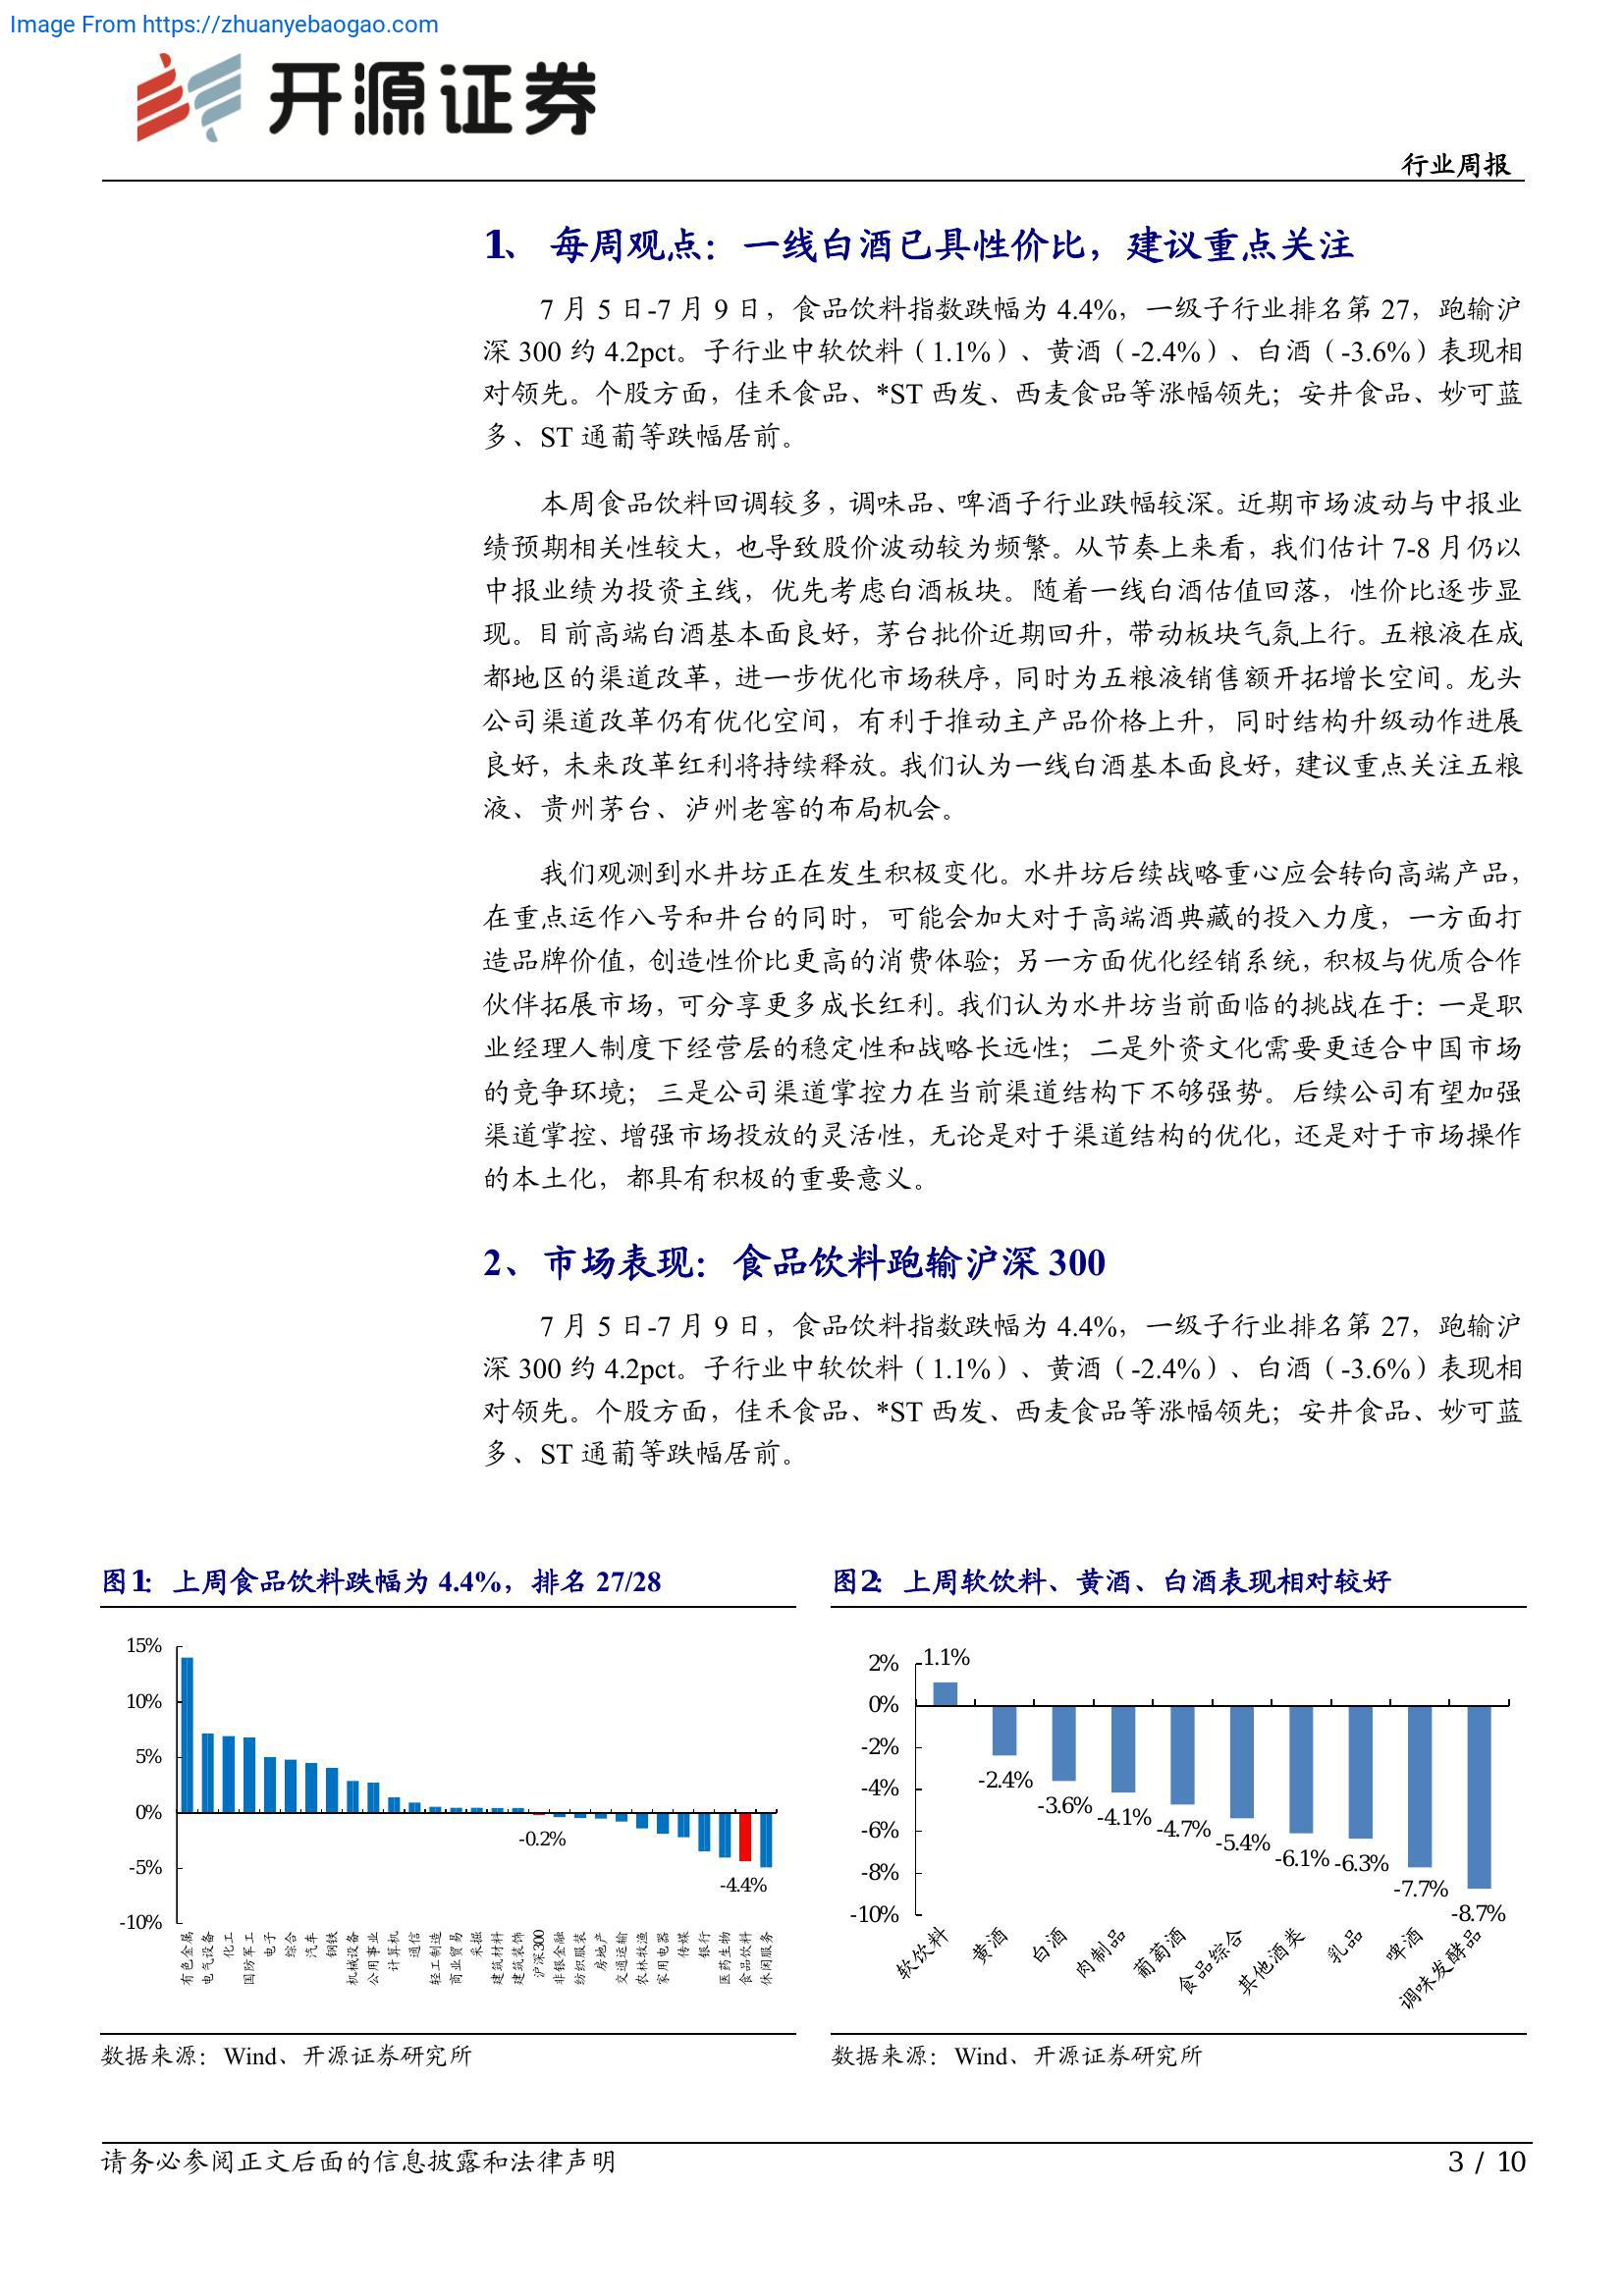 Image From https://zhuanyebaogao.com
开源证券
行业周报
1、 每周观点：一线白酒已具性价比，建议重点关注
7 月 5 日-7 月 9 日，食品饮料指数跌幅为 4.4%，一级子行业排名第 27，跑输沪
深 300 约 4.2pct。子行业中软饮料（1.1%）、黄酒（-2.4%）、白酒（-3.6%）表现相
对领先。个股方面，佳禾食品、*ST 西发、西麦食品等涨幅领先；安井食品、妙可蓝
多、ST 通葡等跌幅居前。
本周食品饮料回调较多，调味品、啤酒子行业跌幅较深。近期市场波动与中报业
绩预期相关性较大，也导致股价波动较为频繁。从节奏上来看，我们估计 7-8 月仍以
中报业绩为投资主线，优先考虑白酒板块。随着一线白酒估值回落，性价比逐步显
现。目前高端白酒基本面良好，茅台批价近期回升，带动板块气氛上行。五粮液在成
都地区的渠道改革，进一步优化市场秩序，同时为五粮液销售额开拓增长空间。龙头
公司渠道改革仍有优化空间，有利于推动主产品价格上升，同时结构升级动作进展
良好，未来改革红利将持续释放。我们认为一线白酒基本面良好，建议重点关注五粮
液、贵州茅台、泸州老窖的布局机会。
我们观测到水井坊正在发生积极变化。水井坊后续战略重心应会转向高端产品，
在重点运作八号和井台的同时，可能会加大对于高端酒典藏的投入力度，一方面打
造品牌价值，创造性价比更高的消费体验；另一方面优化经销系统，积极与优质合作
伙伴拓展市场，可分享更多成长红利。我们认为水井坊当前面临的挑战在于：一是职
业经理人制度下经营层的稳定性和战略长远性；二是外资文化需要更适合中国市场
的竞争环境；三是公司渠道掌控力在当前渠道结构下不够强势。后续公司有望加强
渠道掌控、增强市场投放的灵活性，无论是对于渠道结构的优化，还是对于市场操作
的本土化，都具有积极的重要意义。
2、市场表现：食品饮料跑输沪深 300
7 月 5 日-7 月 9 日，食品饮料指数跌幅为 4.4%，一级子行业排名第 27，跑输沪
深 300 约 4.2pct。子行业中软饮料（1.1%）、黄酒（-2.4%）、白酒（-3.6%）表现相
对领先。个股方面，佳禾食品、*ST 西发、西麦食品等涨幅领先；安井食品、妙可蓝
多、ST 通葡等跌幅居前。
图1： 上周食品饮料跌幅为 4.4%，排名 27/28
15%
10%
5%
0%
-5%
-10%
-0.2%
-4.4%
有色金属
电气设备
化工
国防军工
电子
综合
汽车
钢铁
机械设备
公用事业
计算机
通信
轻工制造
商业贸易
采掘
建筑材料
建筑装饰
沪深300
非银金融
纺织服装
房地产
交通运输
农林牧渔
家用电器
传媒
银行
医药生物
食品饮料
休闲服务
数据来源：Wind、开源证券研究所
图2： 上周软饮料、黄酒、白酒表现相对较好
2%
0%
-2%
-4%
-6%
-8%
-10%
1.1%
-2.4%
-3.6%
-4.1%
-4.7%
-5.4%
-6.1%
-6.3%
-7.7%
-8.7%
软饮料
黄酒
白酒
肉制品
葡萄酒
食品综合
其他酒类
乳品
啤酒
调味发酵品
数据来源：Wind、开源证券研究所
请务必参阅正文后面的信息披露和法律声明
3 / 10